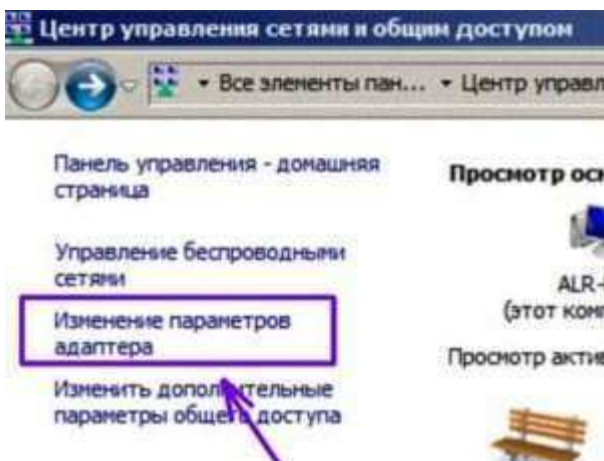 Центр управления сетями и общим доступом
Все элементы пан... Центр управл
Панель управления - домашняя
страница
Просмотр осн
Управление беспроводными
сетями
ALR-
(этот комп
Изменение параметров
адаптера
Просмотр актив
Изменить дополнительные
параметры общего доступа